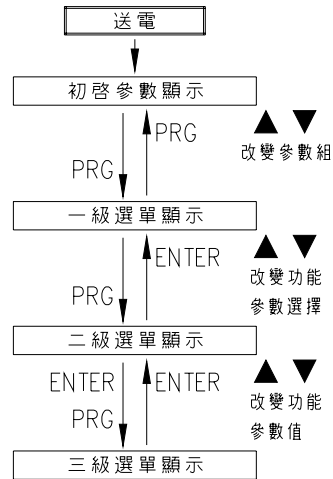 送電
初啓參數顯示
PRG
▲ ▼
改變參數組
PRG
一級選單顯示
ENTER
▲ ▼
改變功能
參數選擇
PRG
二級選單顯示
ENTER
ENTER
▲ ▼
改變功能
參數值
PRG
三級選單顯示